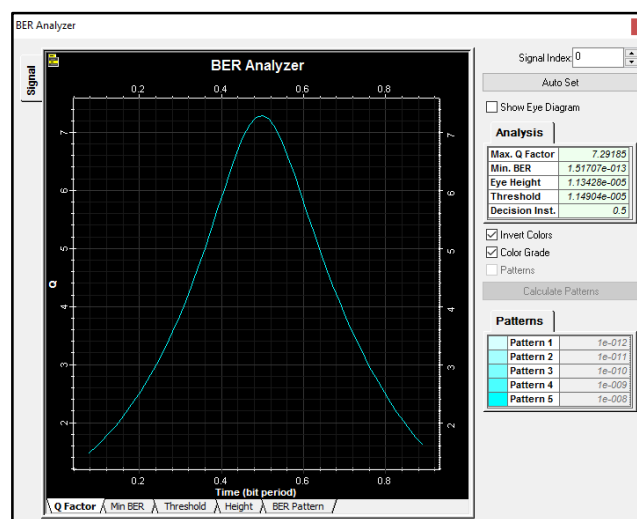 BER Analyzer
Signal
BER Analyzer
0.2 0.4 0.6 0.8
7 7
6 6
5 5
Q
4 4
3 3
2 2
0.2 0.4 0.6 0.8
Time (bit period)
Q Factor Min BER Threshold Height BER Pattern
Signal Index: 0
Auto Set
Show Eye Diagram
Analysis
Max. Q Factor 7.29185
Min. BER 1.51707e-013
Eye Height 1.13428e-005
Threshold 1.14904e-005
Decision Inst. 0.5
Invert Colors
Color Grade
Patterns
Calculate Patterns
Patterns
Pattern 1 1e-012
Pattern 2 1e-011
Pattern 3 1e-010
Pattern 4 1e-009
Pattern 5 1e-008